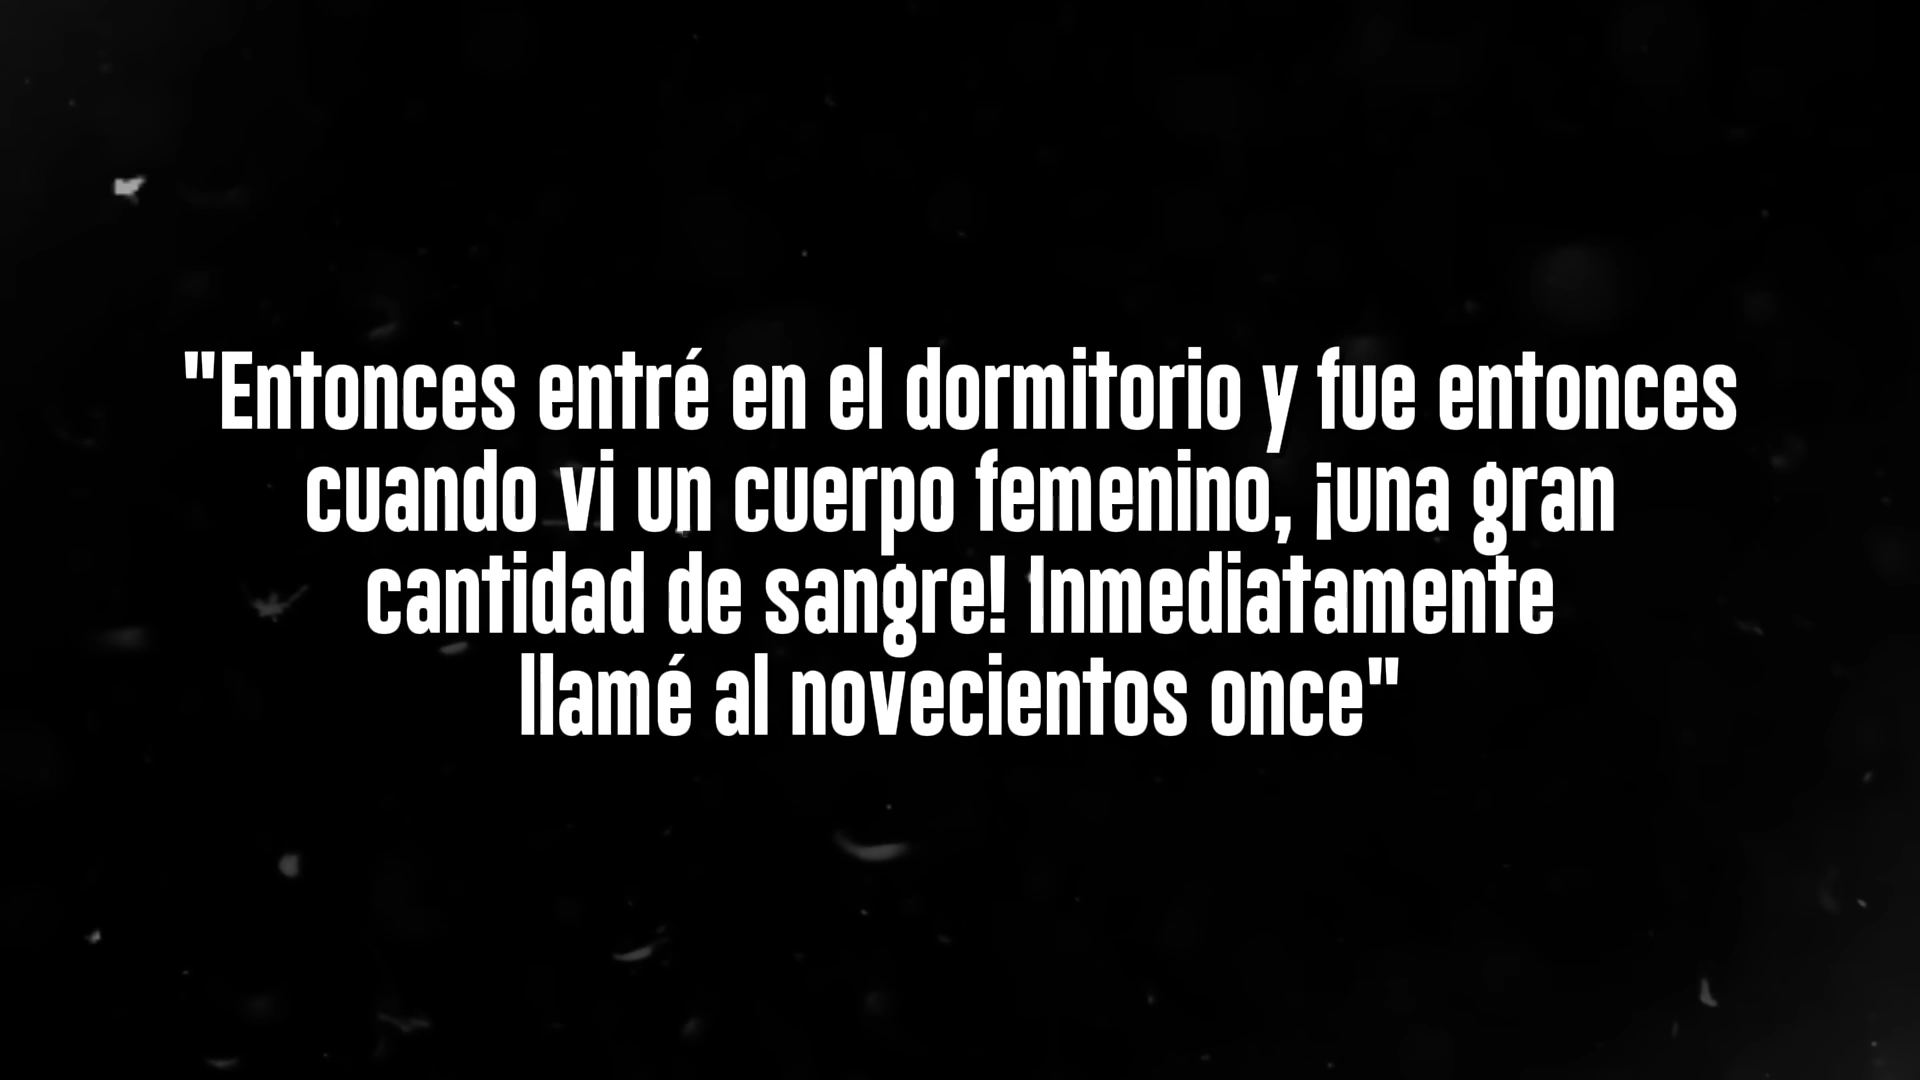 "Entonces entré en el dormitorio y fue entonces
cuando vi un cuerpo femenino, ¡una gran
cantidad de sangre! Inmediatamente
llamé al novecientos once"